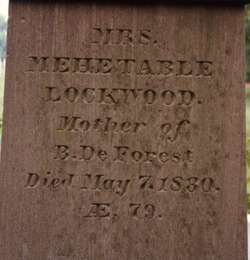 MRS.
MEHETABLE
LOCKWOOD.
Mother of
B. De Forest
Died May 7. 1830.
Æ. 79.